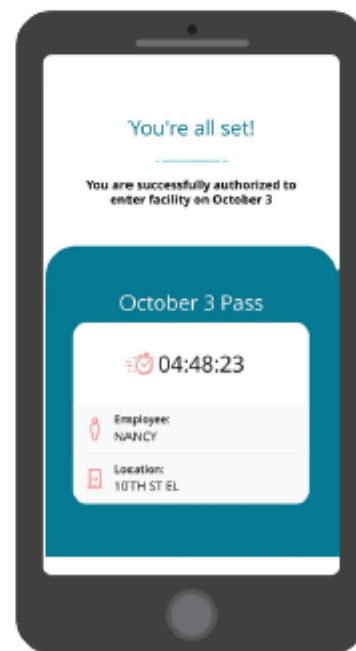 You're all set!
You are successfully authorized to
enter facility on October 3
October 3 Pass
04:48:23
Employee:
NANCY
Location:
10TH ST EL